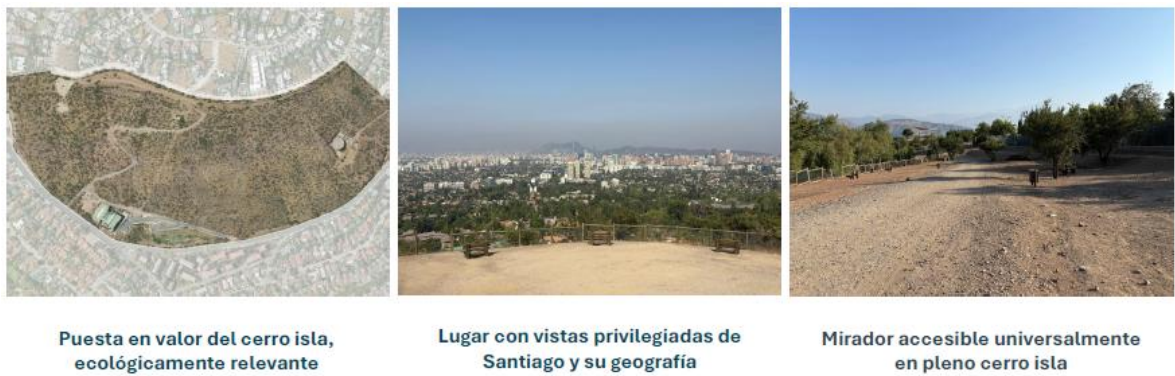 Puesta en valor del cerro isla,
ecológicamente relevante
Lugar con vistas privilegiadas de
Santiago y su geografía
Mirador accesible universalmente
en pleno cerro isla